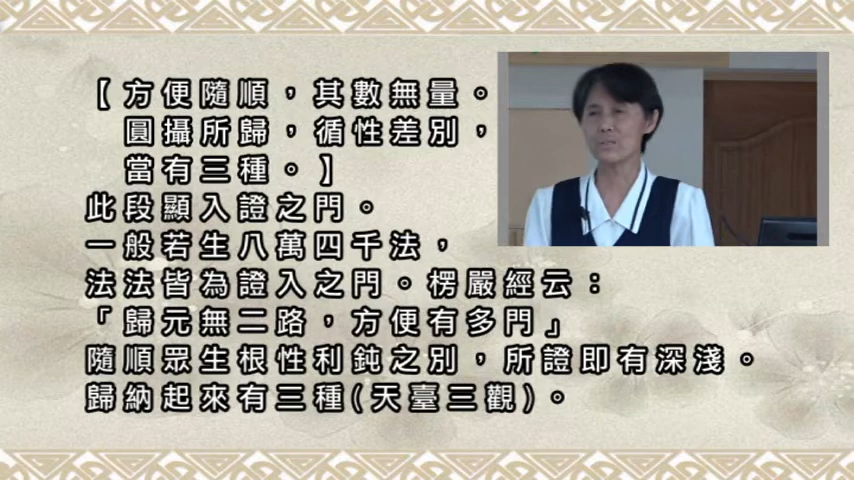 【方便隨順，其數無量。
圓攝所歸，循性差別，
當有三種。】
此段顯入證之門。
一般若生八萬四千法，
法法皆為證入之門。楞嚴經云：
「歸元無二路，方便有多門」
隨順眾生根性利鈍之別，所證即有深淺。
歸納起來有三種(天臺三觀)。